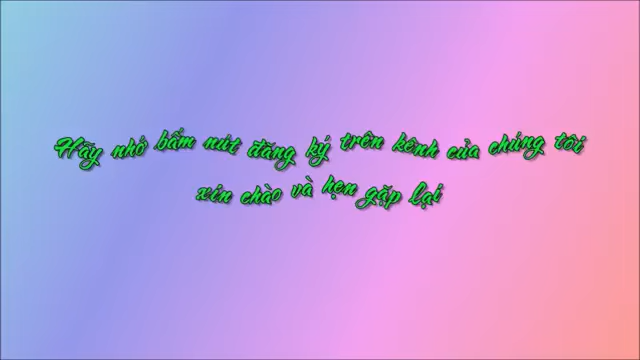 Hãy nhớ bấm nút đăng ký trên kênh của chúng tôi
xin chào và hẹn gặp lại